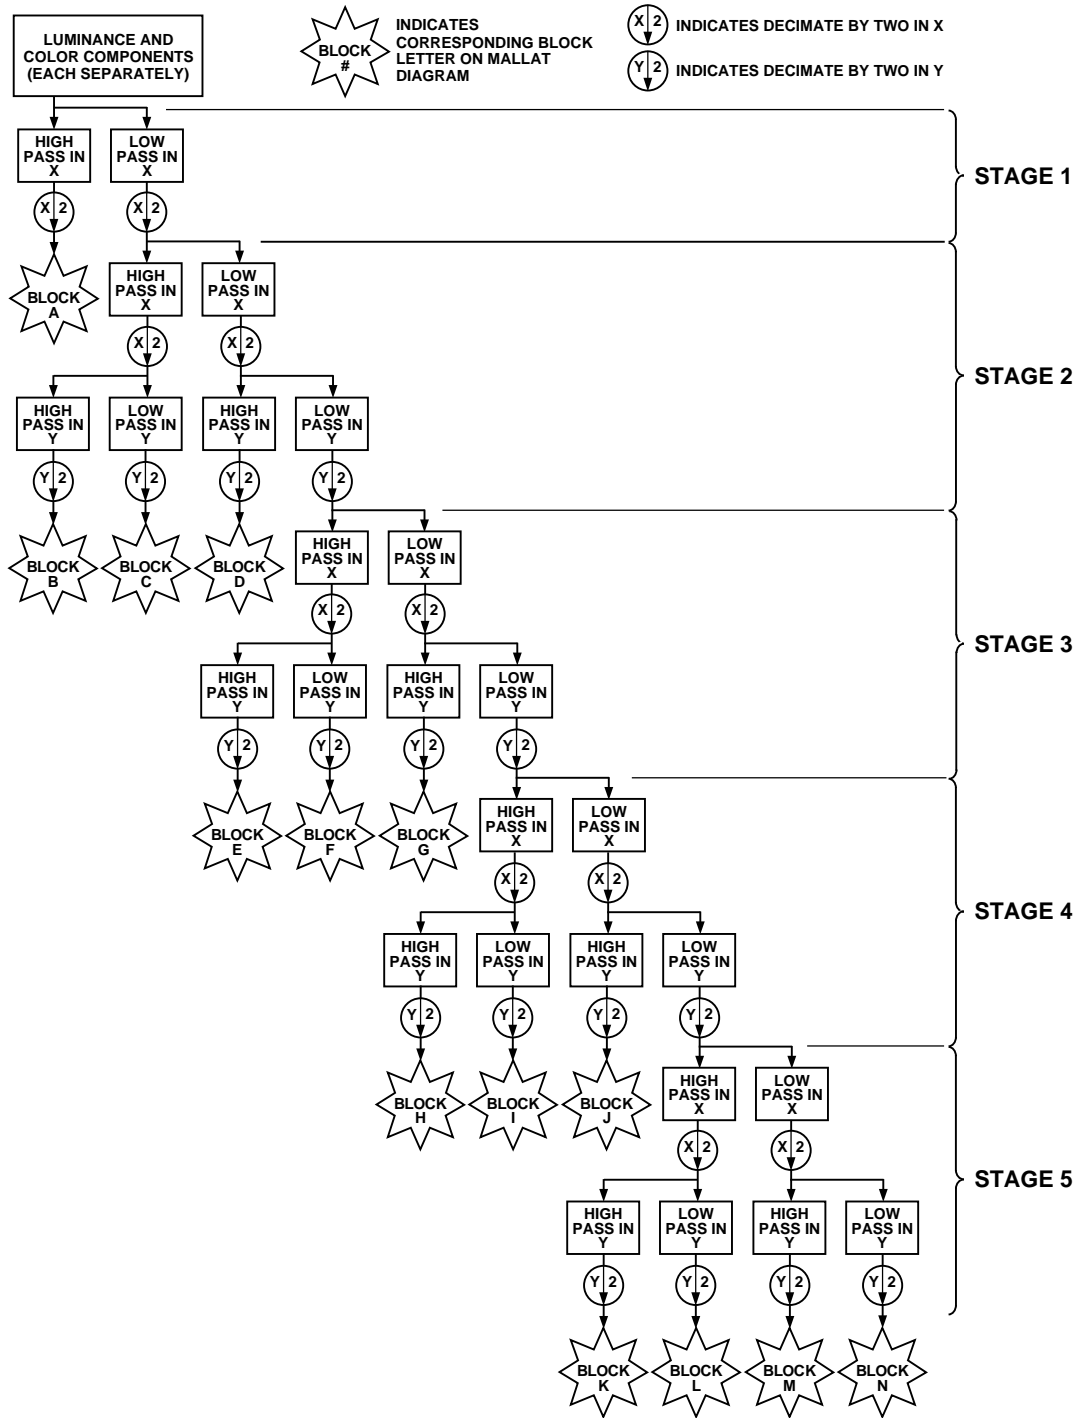 LUMINANCE AND
COLOR COMPONENTS
(EACH SEPARATELY)
BLOCK
#
INDICATES
CORRESPONDING BLOCK
LETTER ON MALLAT
DIAGRAM
X 2
INDICATES DECIMATE BY TWO IN X
Y 2
INDICATES DECIMATE BY TWO IN Y
HIGH
PASS IN
X
LOW
PASS IN
X
STAGE 1
X 2
X 2
BLOCK
A
HIGH
PASS IN
X
LOW
PASS IN
X
X 2
X 2
STAGE 2
HIGH
PASS IN
Y
LOW
PASS IN
Y
HIGH
PASS IN
Y
LOW
PASS IN
Y
Y 2
Y 2
Y 2
Y 2
BLOCK
B
BLOCK
C
BLOCK
D
HIGH
PASS IN
X
LOW
PASS IN
X
X 2
X 2
STAGE 3
HIGH
PASS IN
Y
LOW
PASS IN
Y
HIGH
PASS IN
Y
LOW
PASS IN
Y
Y 2
Y 2
Y 2
Y 2
BLOCK
E
BLOCK
F
BLOCK
G
HIGH
PASS IN
X
LOW
PASS IN
X
X 2
X 2
STAGE 4
HIGH
PASS IN
Y
LOW
PASS IN
Y
HIGH
PASS IN
Y
LOW
PASS IN
Y
Y 2
Y 2
Y 2
Y 2
BLOCK
H
BLOCK
I
BLOCK
J
HIGH
PASS IN
X
LOW
PASS IN
X
X 2
X 2
STAGE 5
HIGH
PASS IN
Y
LOW
PASS IN
Y
HIGH
PASS IN
Y
LOW
PASS IN
Y
Y 2
Y 2
Y 2
Y 2
BLOCK
K
BLOCK
L
BLOCK
M
BLOCK
N